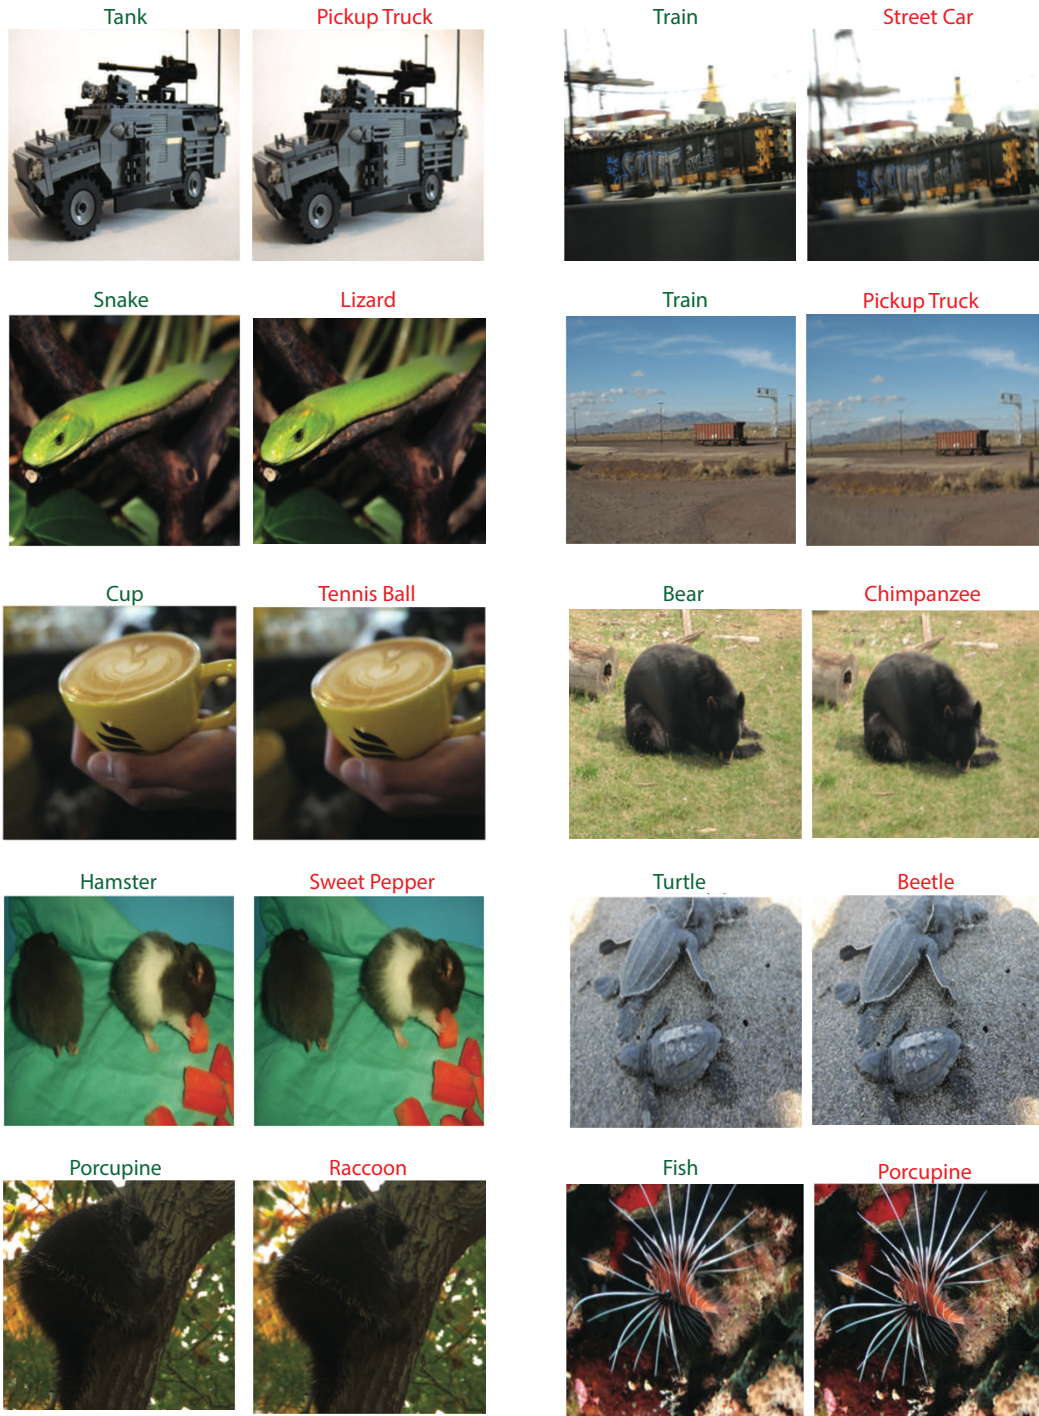 Tank Pickup Truck Train Street Car
Snake Lizard Train Pickup Truck
Cup Tennis Ball Bear Chimpanzee
Hamster Sweet Pepper Turtle Beetle
Porcupine Raccoon Fish Porcupine